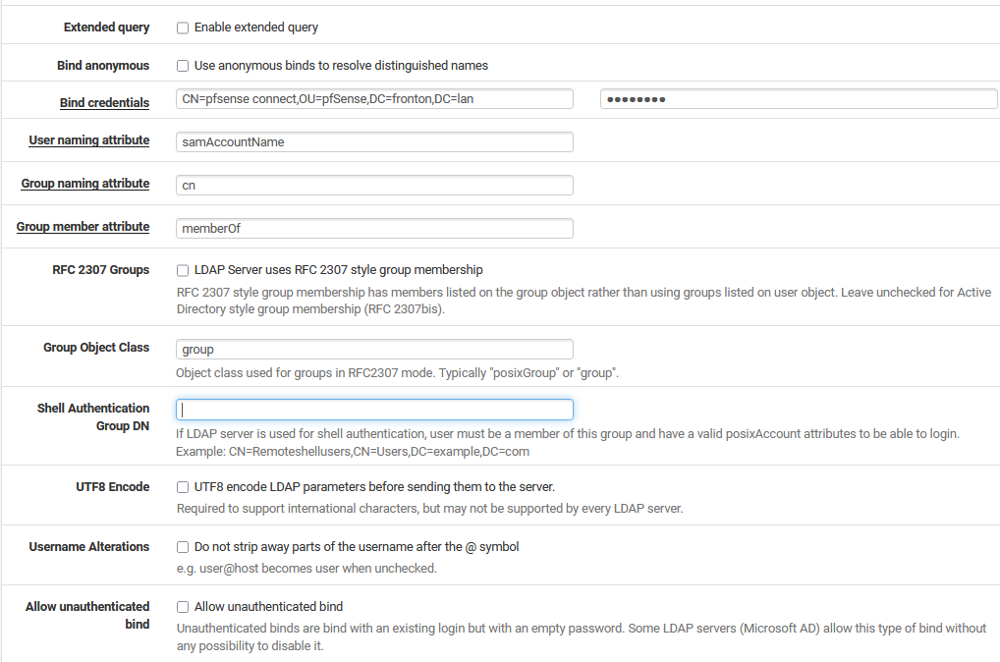 Extended query
Enable extended query
Bind anonymous
Use anonymous binds to resolve distinguished names
Bind credentials
CN=pfsense connect,OU=pfSense,DC=fronton,DC=lan
●●●●●●●●
User naming attribute
samAccountName
Group naming attribute
cn
Group member attribute
memberOf
RFC 2307 Groups
LDAP Server uses RFC 2307 style group membership
RFC 2307 style group membership has members listed on the group object rather than using groups listed on user object. Leave unchecked for Active
Directory style group membership (RFC 2307bis).
Group Object Class
group
Object class used for groups in RFC2307 mode. Typically "posixGroup" or "group".
Shell Authentication
Group DN
If LDAP server is used for shell authentication, user must be a member of this group and have a valid posixAccount attributes to be able to login.
Example: CN=Remoteshellusers,CN=Users,DC=example,DC=com
UTF8 Encode
UTF8 encode LDAP parameters before sending them to the server.
Required to support international characters, but may not be supported by every LDAP server.
Username Alterations
Do not strip away parts of the username after the @ symbol
e.g. user@host becomes user when unchecked.
Allow unauthenticated
bind
Allow unauthenticated bind
Unauthenticated binds are bind with an existing login but with an empty password. Some LDAP servers (Microsoft AD) allow this type of bind without
any possibility to disable it.